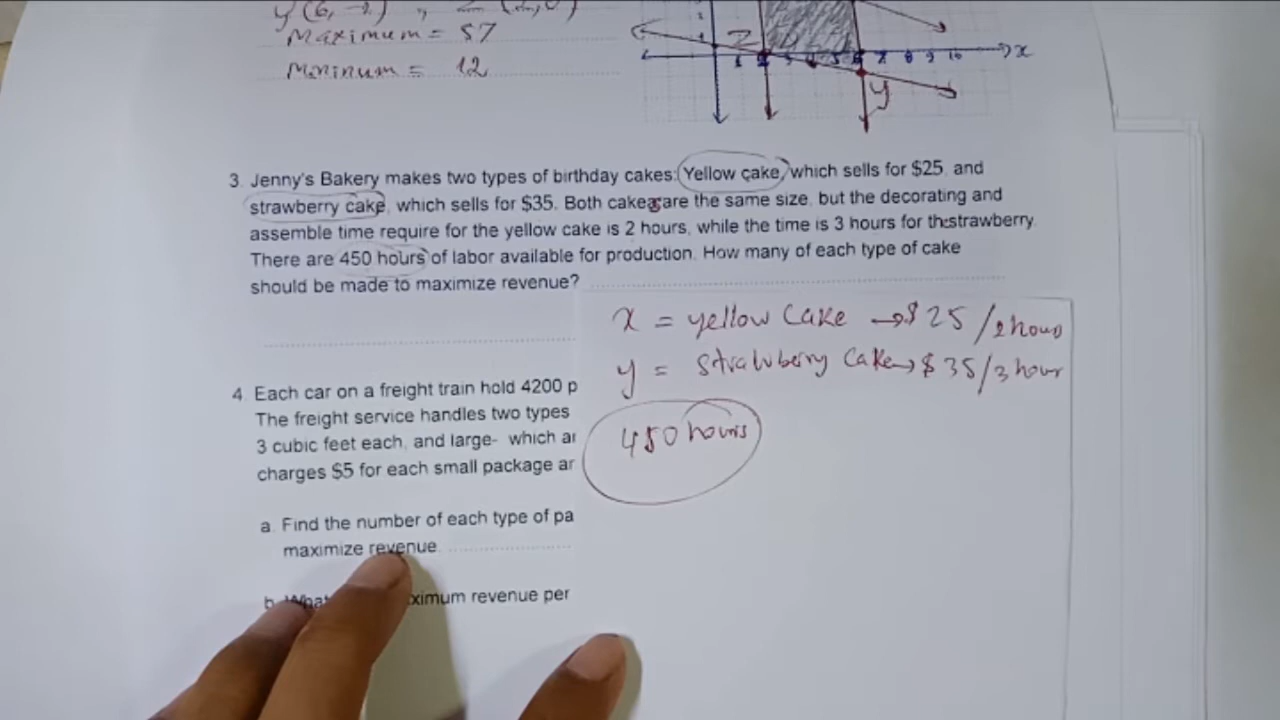 Maximum = 57
Minimum = 12
x
y
3. Jenny's Bakery makes two types of birthday cakes: Yellow cake, which sells for $25, and
strawberry cake, which sells for $35. Both cakes are the same size, but the decorating and
assemble time require for the yellow cake is 2 hours, while the time is 3 hours for the strawberry.
There are 450 hours of labor available for production. How many of each type of cake
should be made to maximize revenue?
x = yellow cake → $25 /2 hours
y = strawberry cake → $35/3 hour
450 hours
4. Each car on a freight train hold 4200 p
The freight service handles two types
3 cubic feet each, and large- which ar
charges $5 for each small package ar
a. Find the number of each type of pa
maximize revenue
b. What ximum revenue per